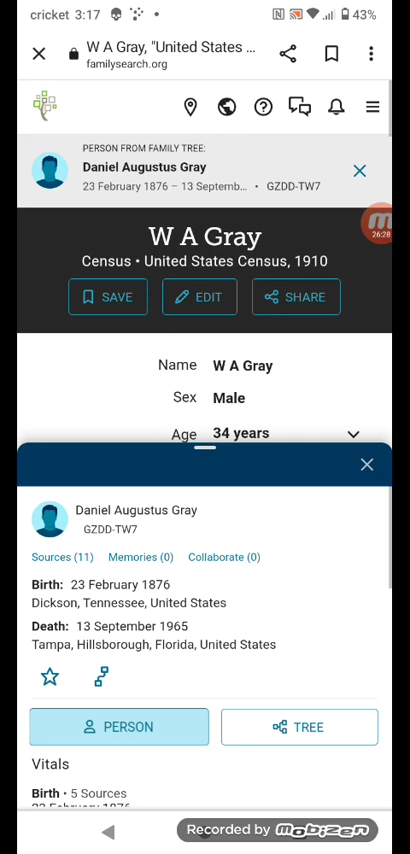 cricket 3:17
43%
W A Gray, "United States ...
familysearch.org
PERSON FROM FAMILY TREE:
Daniel Augustus Gray
23 February 1876 – 13 Septemb... • GZDD-TW7
26:28
W A Gray
Census • United States Census, 1910
SAVE EDIT SHARE
Name W A Gray
Sex Male
Age 34 years
Daniel Augustus Gray
GZDD-TW7
Sources (11) Memories (0) Collaborate (0)
Birth: 23 February 1876
Dickson, Tennessee, United States
Death: 13 September 1965
Tampa, Hillsborough, Florida, United States
PERSON TREE
Vitals
Birth • 5 Sources
23 February 1876
Recorded by mobizen